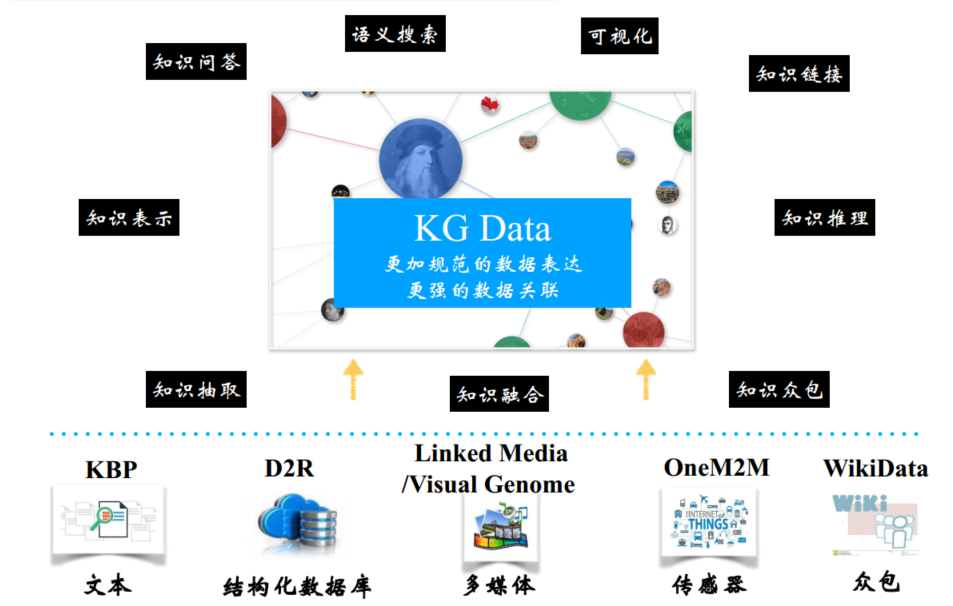 语义搜索
可视化
知识问答
知识链接
知识表示
知识推理
KG Data
更加规范的数据表达
更强的数据关联
知识抽取
知识融合
知识众包
KBP
D2R
Linked Media
/Visual Genome
OneM2M
WikiData
THE INTERNET of
THINGS
WiKi
文本
结构化数据库
多媒体
传感器
众包